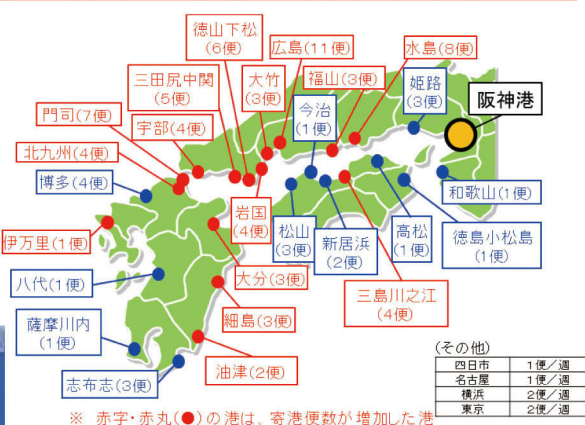 徳山下松
(6便)
広島(11便)
水島(8便)
三田尻中関
(5便)
大竹
(3便)
福山(3便)
姫路
(3便)
阪神港
門司(7便)
宇部(4便)
今治
(1便)
北九州(4便)
博多(4便)
和歌山(1便)
伊万里(1便)
岩国
(4便)
松山
(3便)
新居浜
(2便)
高松
(1便)
徳島小松島
(1便)
八代(1便)
大分(3便)
三島川之江
(4便)
細島(3便)
薩摩川内
(1便)
志布志(3便)
油津(2便)
(その他)
四日市 1便/週
名古屋 1便/週
横浜 2便/週
東京 2便/週
※ 赤字・赤丸(●)の港は、寄港便数が増加した港